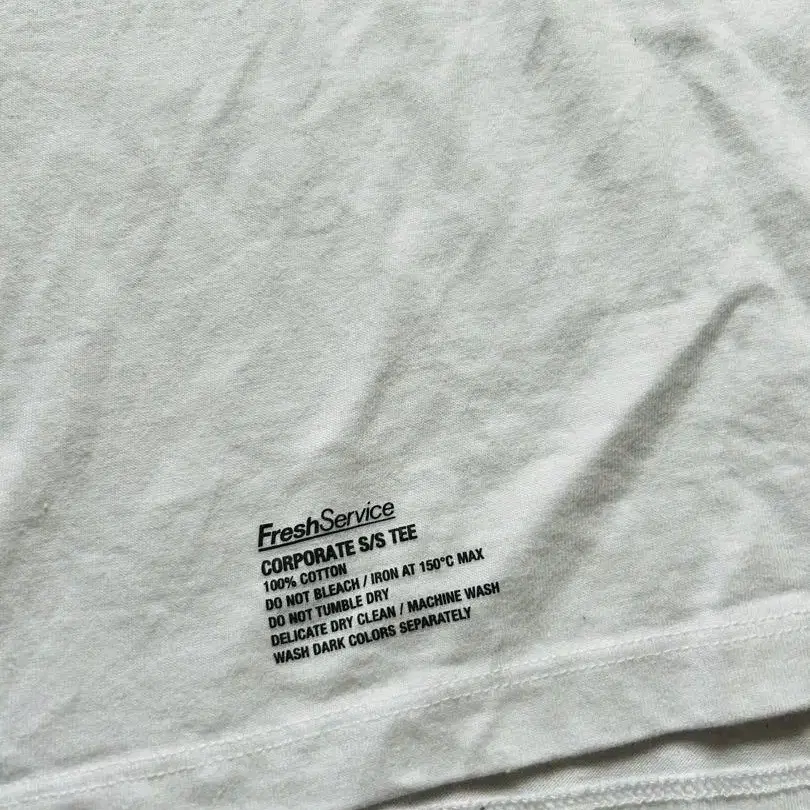 FreshService
CORPORATE S/S TEE
100% COTTON
DO NOT BLEACH / IRON AT 150°C MAX
DO NOT TUMBLE DRY
DELICATE DRY CLEAN / MACHINE WASH
WASH DARK COLORS SEPARATELY